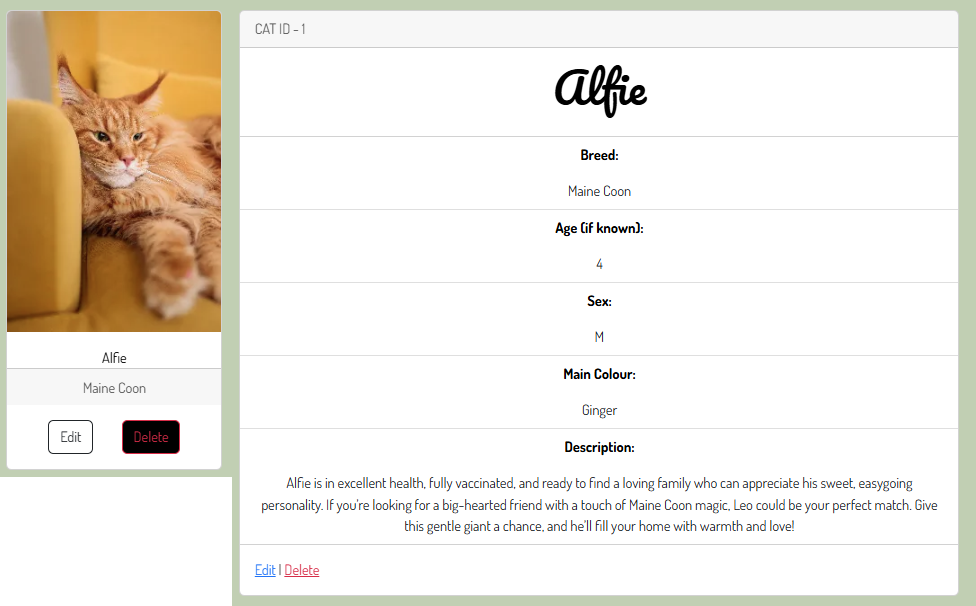 Alfie
Maine Coon
Edit Delete
CAT ID - 1
Alfie
Breed:
Maine Coon
Age (if known):
4
Sex:
M
Main Colour:
Ginger
Description:
Alfie is in excellent health, fully vaccinated, and ready to find a loving family who can appreciate his sweet, easygoing
personality. If you're looking for a big-hearted friend with a touch of Maine Coon magic, Leo could be your perfect match. Give
this gentle giant a chance, and he'll fill your home with warmth and love!
Edit | Delete